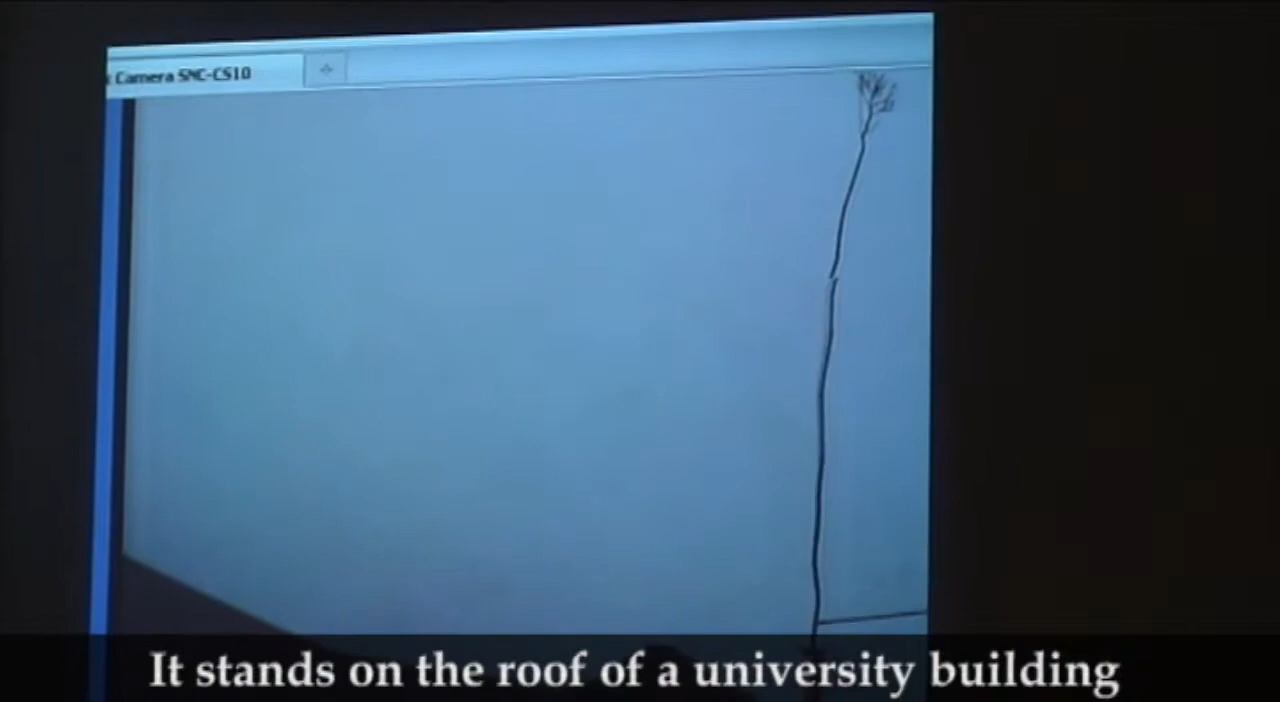 Camera SNC-CS10
It stands on the roof of a university building